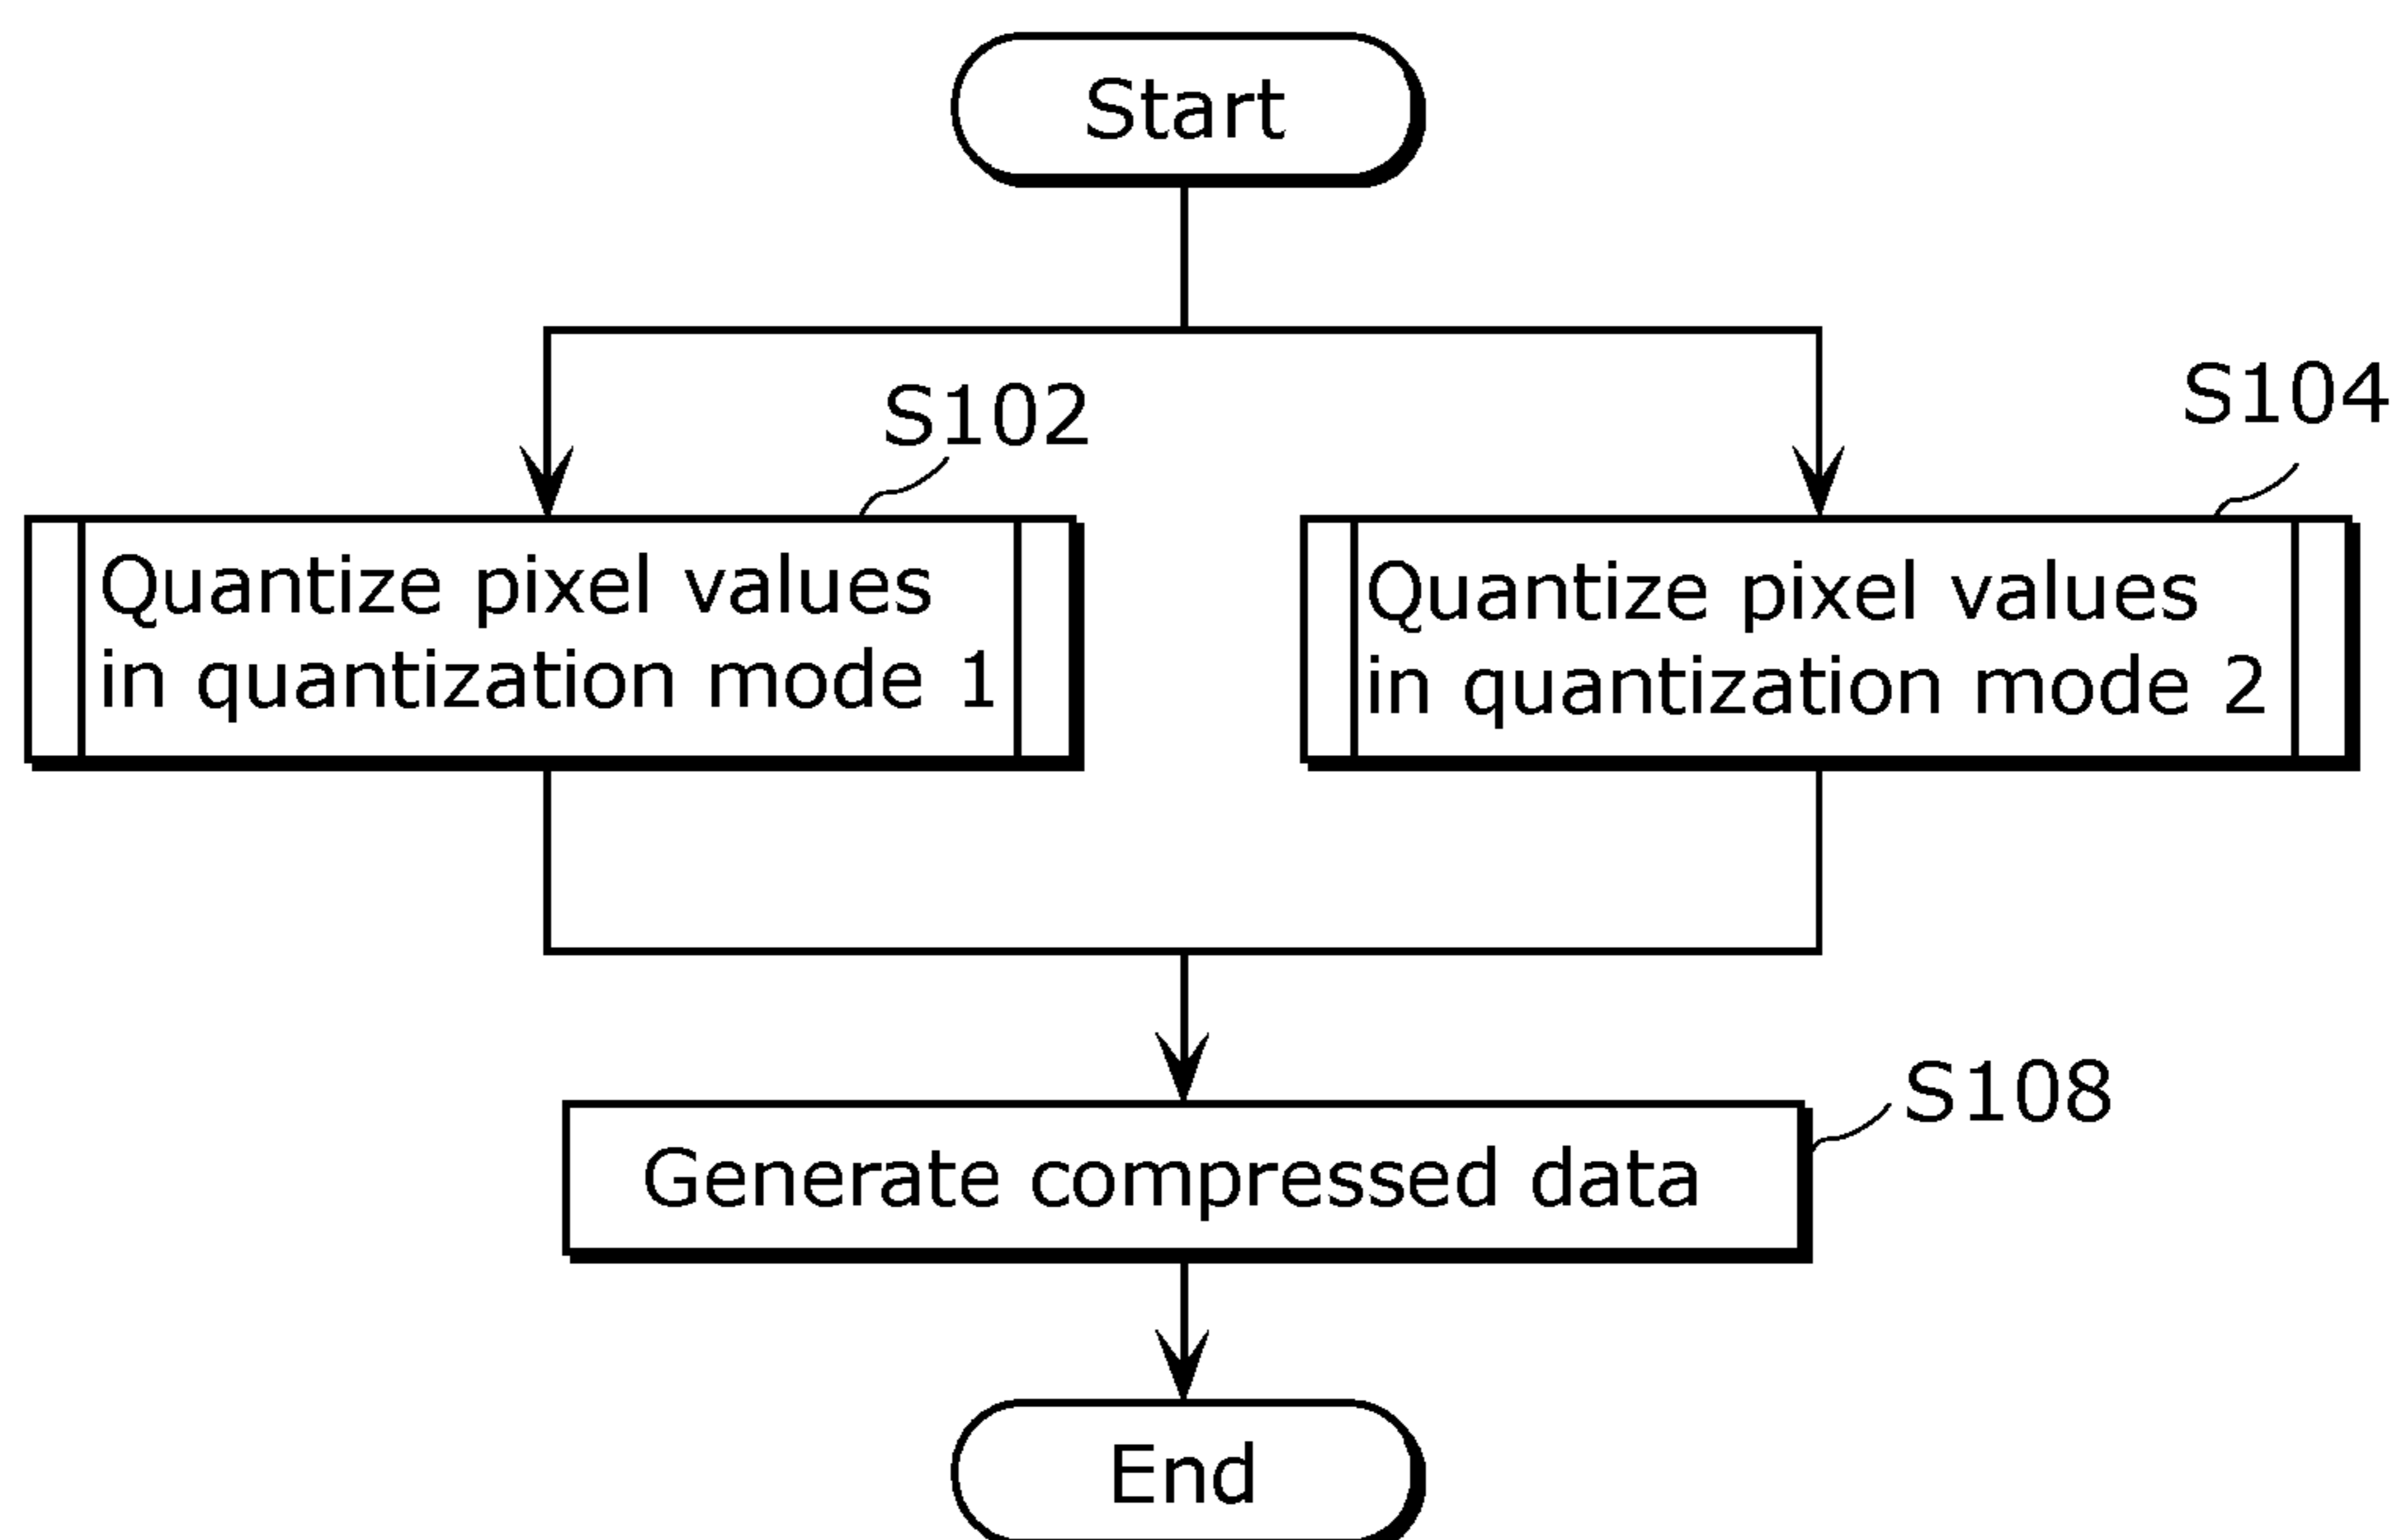 Start
S102
S104
Quantize pixel values
in quantization mode 1
Quantize pixel values
in quantization mode 2
S108
Generate compressed data
End